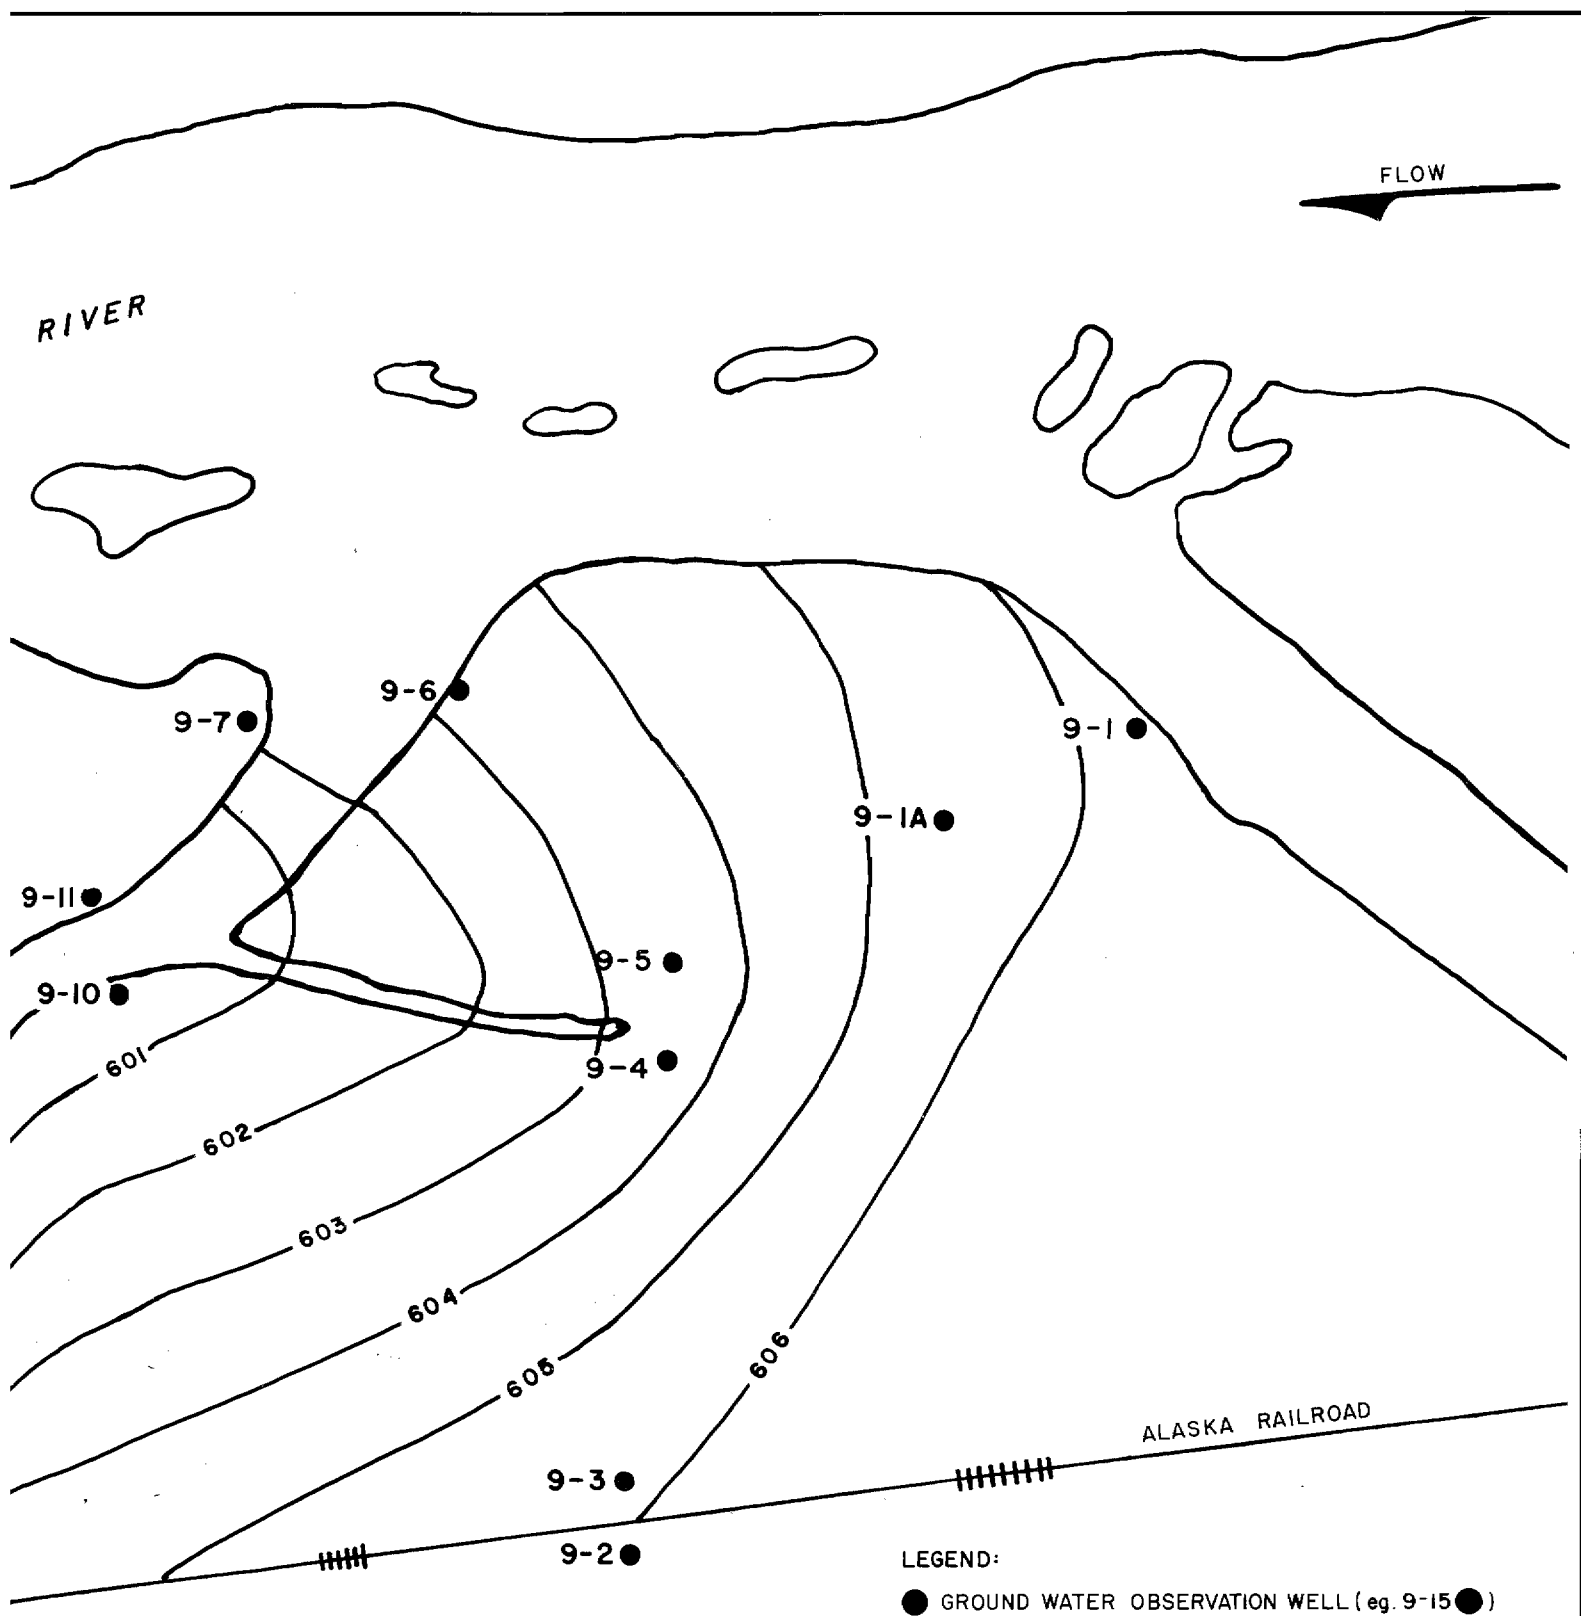 FLOW
RIVER
9-6
9-7
9-1
9-1A
9-11
9-5
9-10
601
9-4
602
603
604
605
606
ALASKA RAILROAD
9-3
9-2
LEGEND:
GROUND WATER OBSERVATION WELL (eg. 9-15 ●)